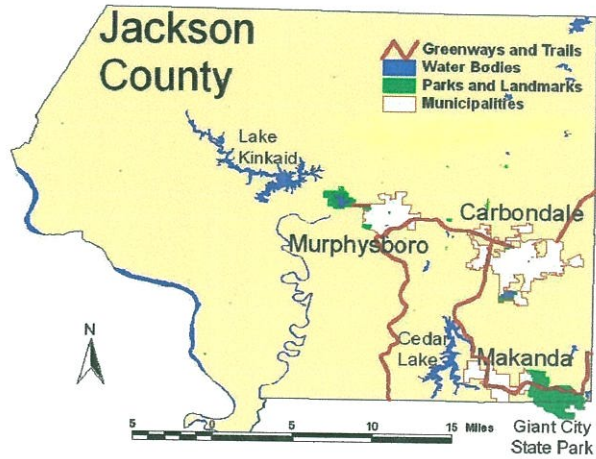 Jackson
County
Greenways and Trails
Water Bodies
Parks and Landmarks
Municipalities
Lake
Kinkaid
Carbondale
Murphysboro
Cedar
Lake
Makanda
N
Giant City
State Park
5 0 5 10 15 Miles